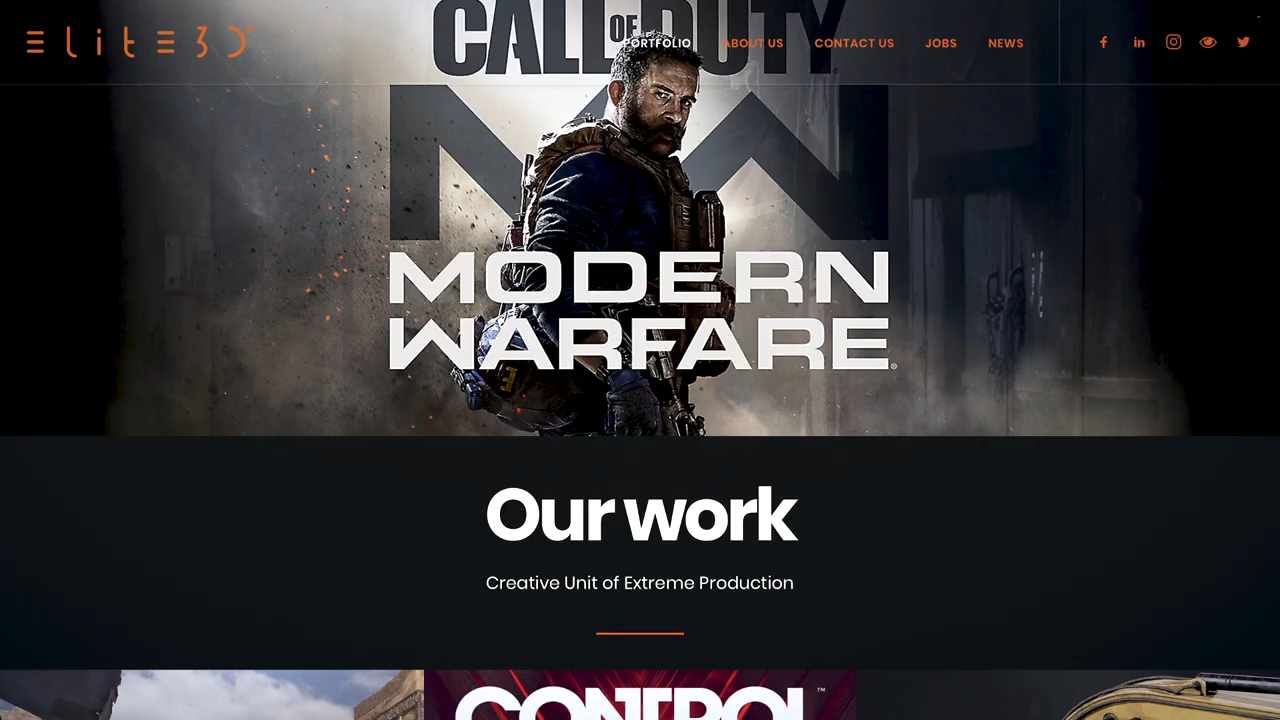 ELitE3D
PORTFOLIO
ABOUT US
CONTACT US
JOBS
NEWS
CALL OF DUTY
MODERN
WARFARE
Our work
Creative Unit of Extreme Production
CONTROL™